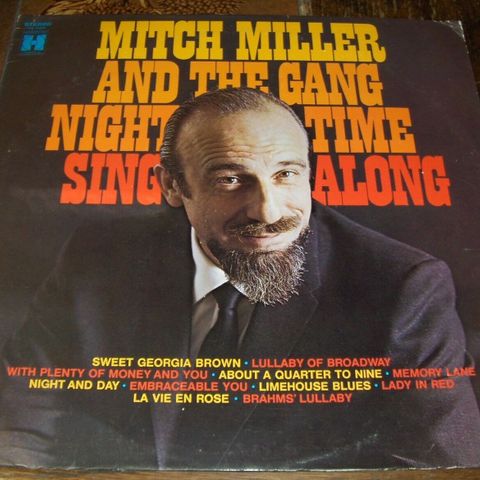 STEREO
H
MITCH MILLER
AND THE GANG
NIGHT TIME
SING ALONG
SWEET GEORGIA BROWN • LULLABY OF BROADWAY
WITH PLENTY OF MONEY AND YOU • ABOUT A QUARTER TO NINE • MEMORY LANE
NIGHT AND DAY • EMBRACEABLE YOU • LIMEHOUSE BLUES • LADY IN RED
LA VIE EN ROSE • BRAHMS' LULLABY